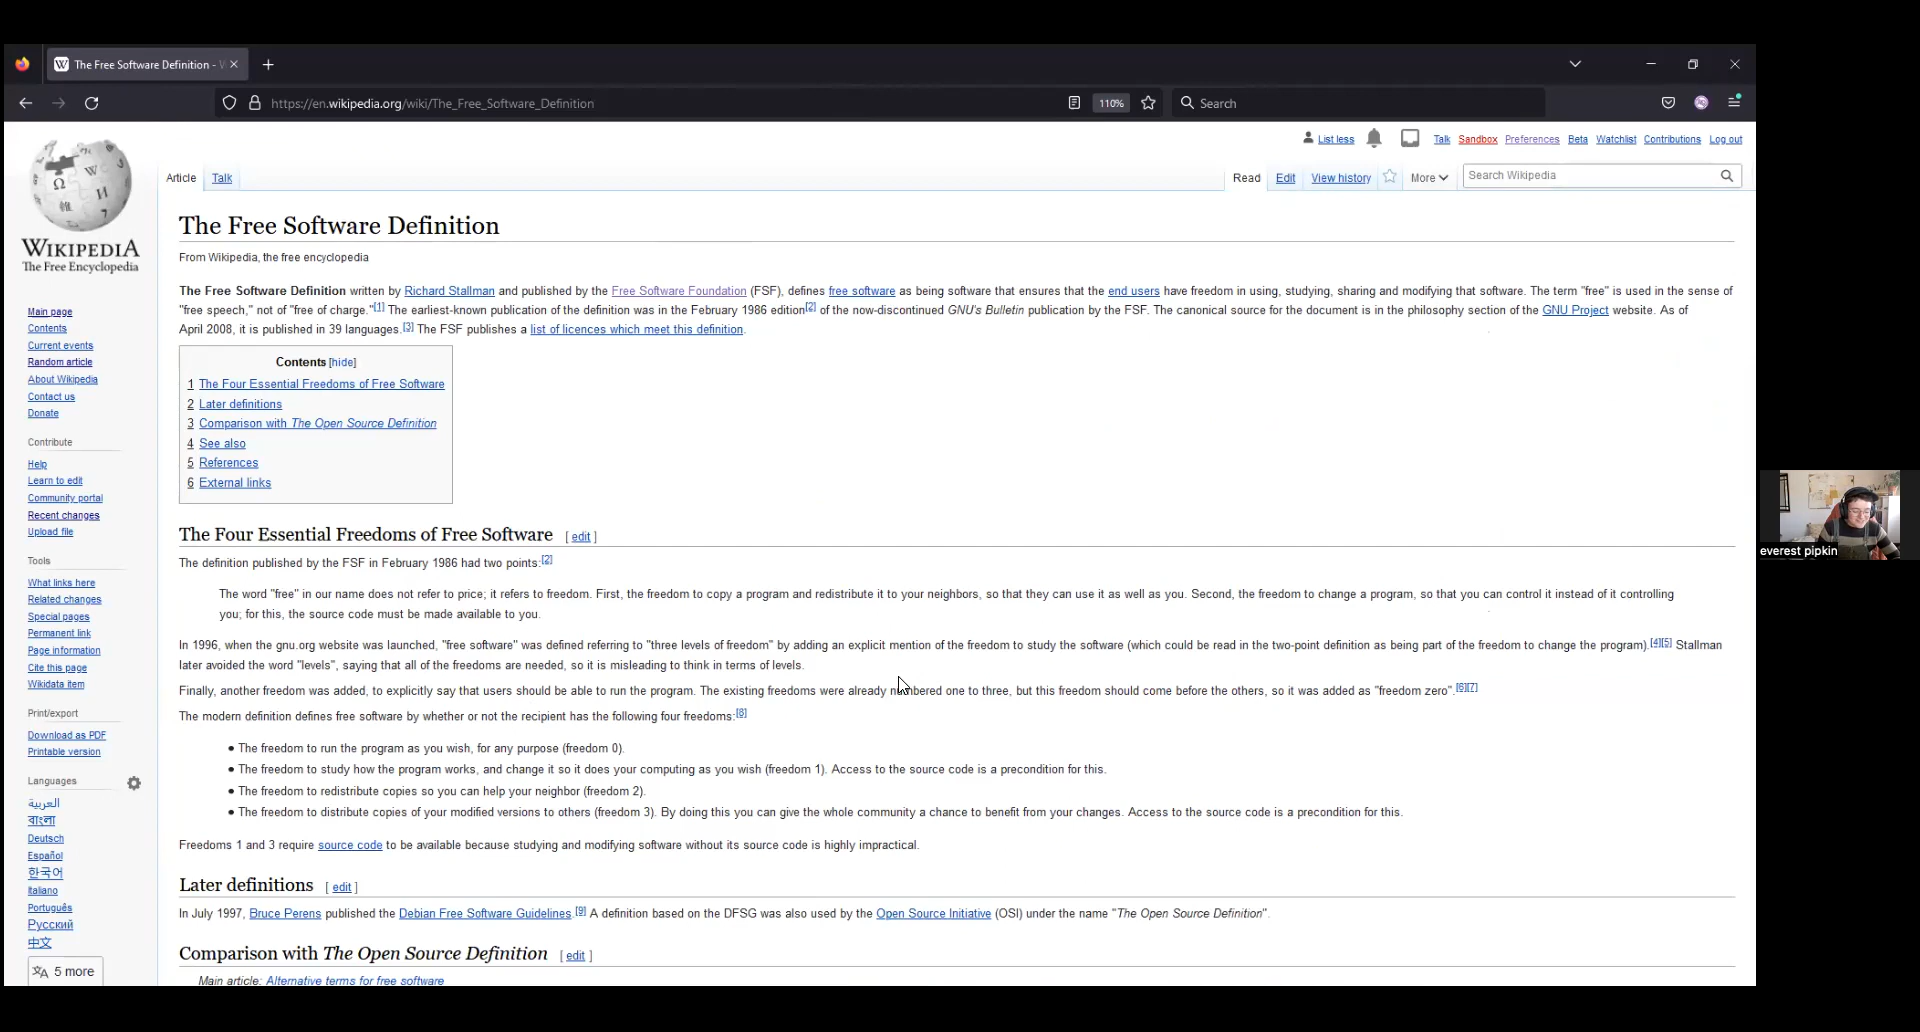 The Free Software Definition - W
https://en.wikipedia.org/wiki/The_Free_Software_Definition
110%
Search
List less
Talk
Sandbox
Preferences
Beta
Watchlist
Contributions
Log out
Article
Talk
Read
Edit
View history
More
Search Wikipedia
WIKIPEDIA
The Free Encyclopedia
Main page
Contents
Current events
Random article
About Wikipedia
Contact us
Donate
Contribute
Help
Learn to edit
Community portal
Recent changes
Upload file
Tools
What links here
Related changes
Special pages
Permanent link
Page information
Cite this page
Wikidata item
Print/export
Download as PDF
Printable version
Languages
العربية
বাংলা
Deutsch
Español
한국어
Italiano
Português
Русский
中文
5 more
The Free Software Definition
From Wikipedia, the free encyclopedia
The Free Software Definition written by Richard Stallman and published by the Free Software Foundation (FSF), defines free software as being software that ensures that the end users have freedom in using, studying, sharing and modifying that software. The term "free" is used in the sense of
"free speech," not of "free of charge."[1] The earliest-known publication of the definition was in the February 1986 edition[2] of the now-discontinued GNU's Bulletin publication by the FSF. The canonical source for the document is in the philosophy section of the GNU Project website. As of
April 2008, it is published in 39 languages.[3] The FSF publishes a list of licences which meet this definition.
Contents [hide]
1 The Four Essential Freedoms of Free Software
2 Later definitions
3 Comparison with The Open Source Definition
4 See also
5 References
6 External links
The Four Essential Freedoms of Free Software [ edit ]
The definition published by the FSF in February 1986 had two points:[2]
The word "free" in our name does not refer to price; it refers to freedom. First, the freedom to copy a program and redistribute it to your neighbors, so that they can use it as well as you. Second, the freedom to change a program, so that you can control it instead of it controlling
you; for this, the source code must be made available to you.
In 1996, when the gnu.org website was launched, "free software" was defined referring to "three levels of freedom" by adding an explicit mention of the freedom to study the software (which could be read in the two-point definition as being part of the freedom to change the program).[4][5] Stallman
later avoided the word "levels", saying that all of the freedoms are needed, so it is misleading to think in terms of levels.
Finally, another freedom was added, to explicitly say that users should be able to run the program. The existing freedoms were already numbered one to three, but this freedom should come before the others, so it was added as "freedom zero".[6][7]
The modern definition defines free software by whether or not the recipient has the following four freedoms:[8]
• The freedom to run the program as you wish, for any purpose (freedom 0).
• The freedom to study how the program works, and change it so it does your computing as you wish (freedom 1). Access to the source code is a precondition for this.
• The freedom to redistribute copies so you can help your neighbor (freedom 2).
• The freedom to distribute copies of your modified versions to others (freedom 3). By doing this you can give the whole community a chance to benefit from your changes. Access to the source code is a precondition for this.
Freedoms 1 and 3 require source code to be available because studying and modifying software without its source code is highly impractical.
Later definitions [ edit ]
In July 1997, Bruce Perens published the Debian Free Software Guidelines.[9] A definition based on the DFSG was also used by the Open Source Initiative (OSI) under the name "The Open Source Definition".
Comparison with The Open Source Definition [ edit ]
Main article: Alternative terms for free software
everest pipkin